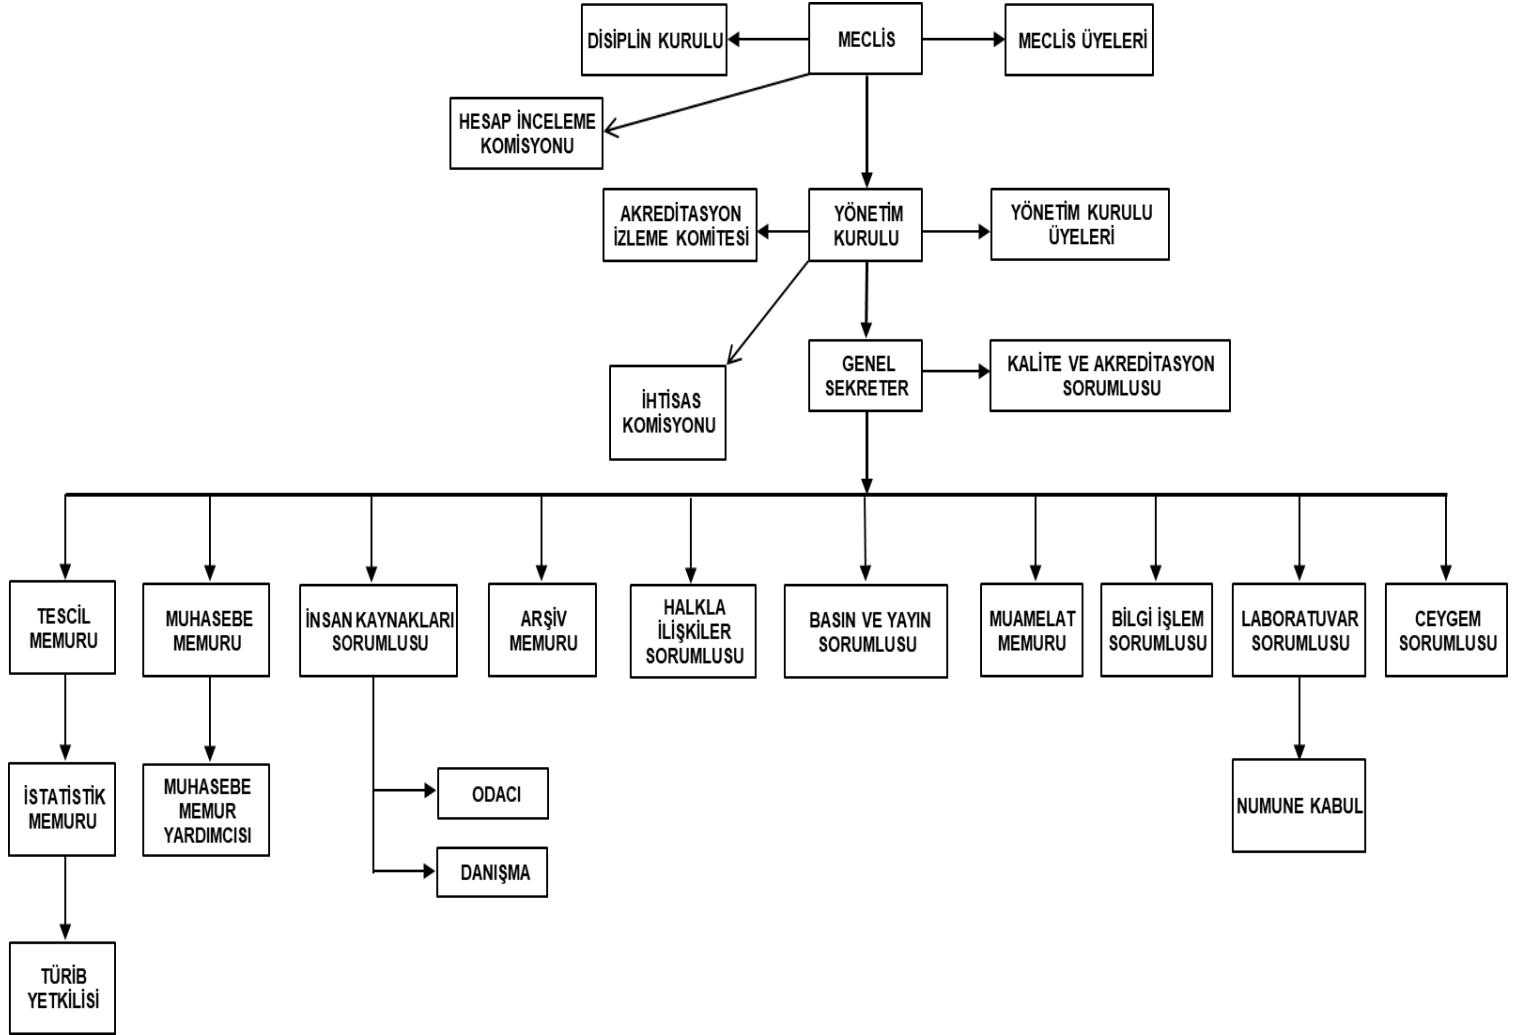 DİSİPLİN KURULU
MECLİS
MECLİS ÜYELERİ
HESAP İNCELEME
KOMİSYONU
AKREDİTASYON
İZLEME KOMİTESİ
YÖNETİM
KURULU
YÖNETİM KURULU
ÜYELERİ
GENEL
SEKRETER
KALİTE VE AKREDİTASYON
SORUMLUSU
İHTİSAS
KOMİSYONU
TESCİL
MEMURU
MUHASEBE
MEMURU
İNSAN KAYNAKLARI
SORUMLUSU
ARŞİV
MEMURU
HALKLA
İLİŞKİLER
SORUMLUSU
BASIN VE YAYIN
SORUMLUSU
MUAMELAT
MEMURU
BİLGİ İŞLEM
SORUMLUSU
LABORATUVAR
SORUMLUSU
CEYGEM
SORUMLUSU
İSTATİSTİK
MEMURU
MUHASEBE
MEMUR
YARDIMCISI
ODACI
DANIŞMA
NUMUNE KABUL
TÜRİB
YETKİLİSİ